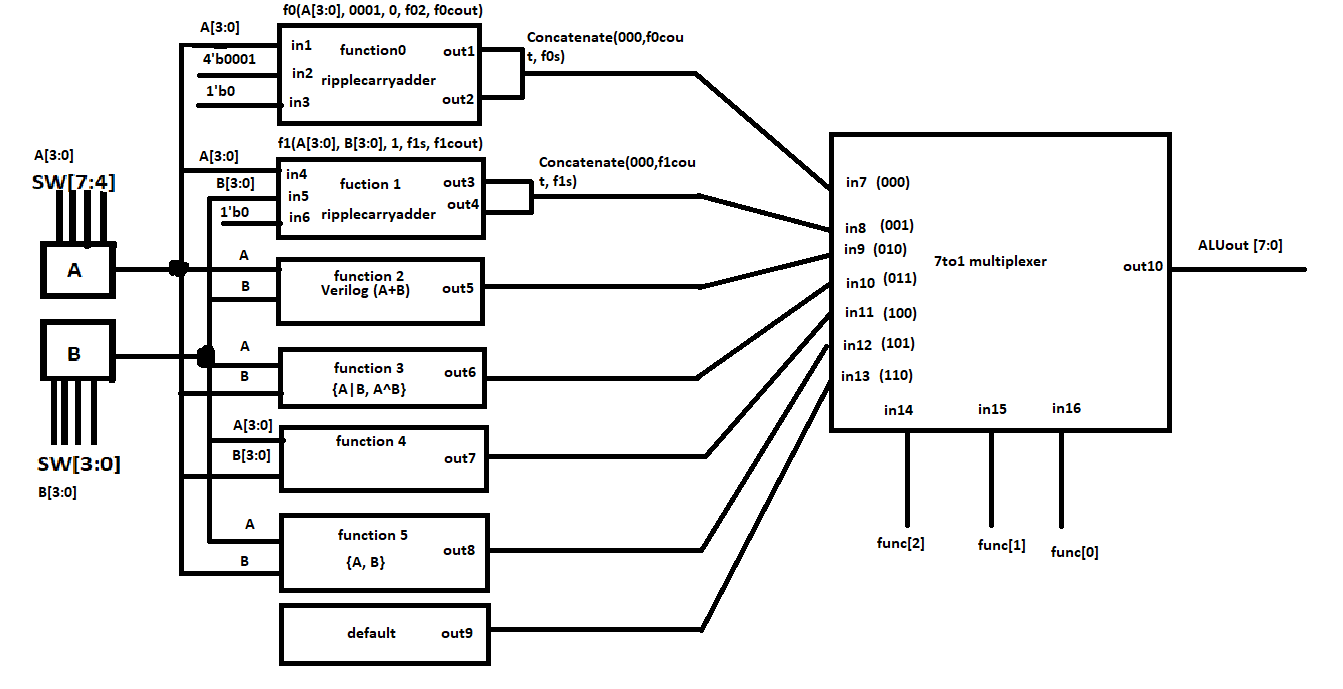 f0(A[3:0], 0001, 0, f02, f0cout)
A[3:0]
4'b0001
1'b0
in1
in2
in3
function0
ripplecarryadder
out1
out2
Concatenate(000,f0cou
t, f0s)
f1(A[3:0], B[3:0], 1, f1s, f1cout)
A[3:0]
B[3:0]
1'b0
in4
in5
in6
fuction 1
ripplecarryadder
out3
out4
Concatenate(000,f1cou
t, f1s)
A[3:0]
SW[7:4]
A
B
SW[3:0]
B[3:0]
A
B
function 2
Verilog (A+B)
out5
A
B
function 3
{A|B, A^B}
out6
A[3:0]
B[3:0]
function 4
out7
A
B
function 5
{A, B}
out8
default
out9
in7 (000)
in8 (001)
in9 (010)
in10 (011)
in11 (100)
in12 (101)
in13 (110)
7to1 multiplexer
out10
ALUout [7:0]
in14
in15
in16
func[2]
func[1]
func[0]